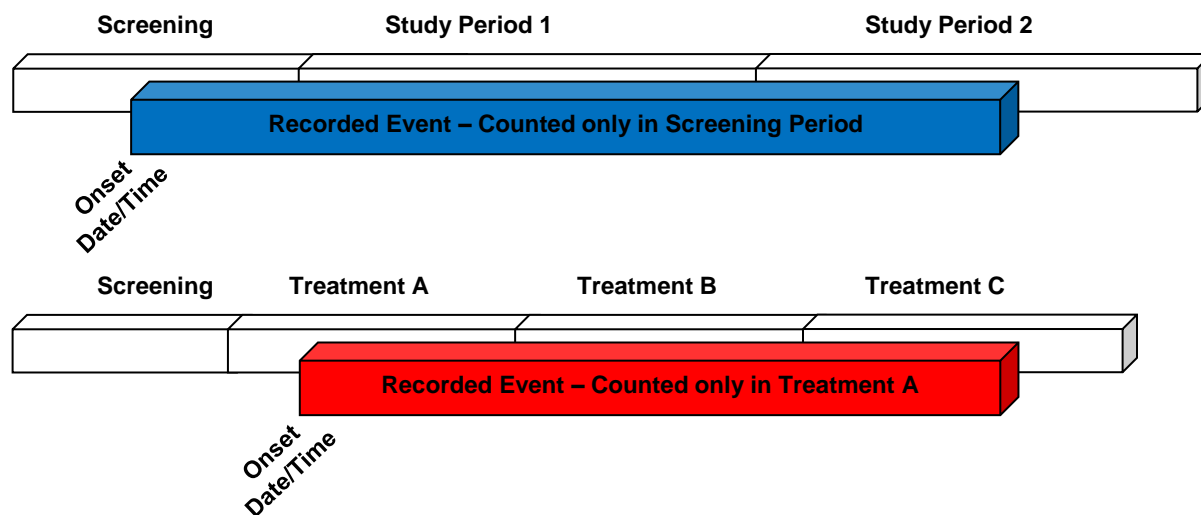 Screening Study Period 1 Study Period 2
Recorded Event – Counted only in Screening Period
Onset
Date/Time
Screening Treatment A Treatment B Treatment C
Recorded Event – Counted only in Treatment A
Onset
Date/Time